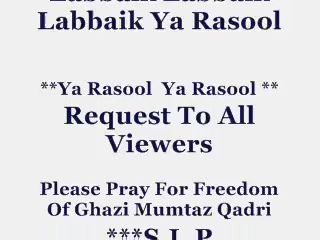 Labbaik Ya Rasool
**Ya Rasool Ya Rasool **
Request To All
Viewers
Please Pray For Freedom
Of Ghazi Mumtaz Qadri